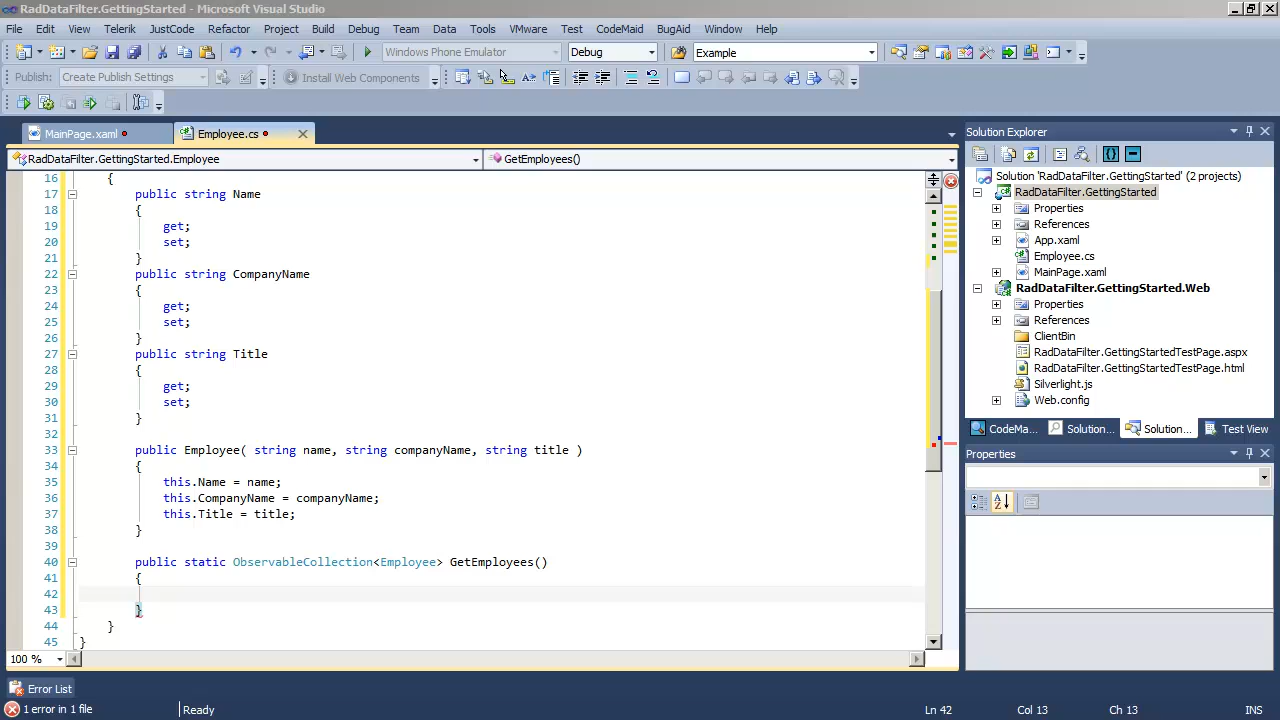 RadDataFilter.GettingStarted - Microsoft Visual Studio
File Edit View Telerik JustCode Refactor Project Build Debug Team Data Tools VMware Test CodeMaid BugAid Window Help
Windows Phone Emulator Debug Example
Publish: Create Publish Settings Install Web Components
MainPage.xaml Employee.cs
RadDataFilter.GettingStarted.Employee GetEmployees()
16 {
17 public string Name
18 {
19 get;
20 set;
21 }
22 public string CompanyName
23 {
24 get;
25 set;
26 }
27 public string Title
28 {
29 get;
30 set;
31 }
32
33 public Employee( string name, string companyName, string title )
34 {
35 this.Name = name;
36 this.CompanyName = companyName;
37 this.Title = title;
38 }
39
40 public static ObservableCollection<Employee> GetEmployees()
41 {
42
43 }
44 }
45 }
100 %
Solution Explorer
Solution 'RadDataFilter.GettingStarted' (2 projects)
RadDataFilter.GettingStarted
Properties
References
App.xaml
Employee.cs
MainPage.xaml
RadDataFilter.GettingStarted.Web
Properties
References
ClientBin
RadDataFilter.GettingStartedTestPage.aspx
RadDataFilter.GettingStartedTestPage.html
Silverlight.js
Web.config
CodeMa... Solution... Solution... Test View
Properties
Error List
1 error in 1 file Ready Ln 42 Col 13 Ch 13 INS